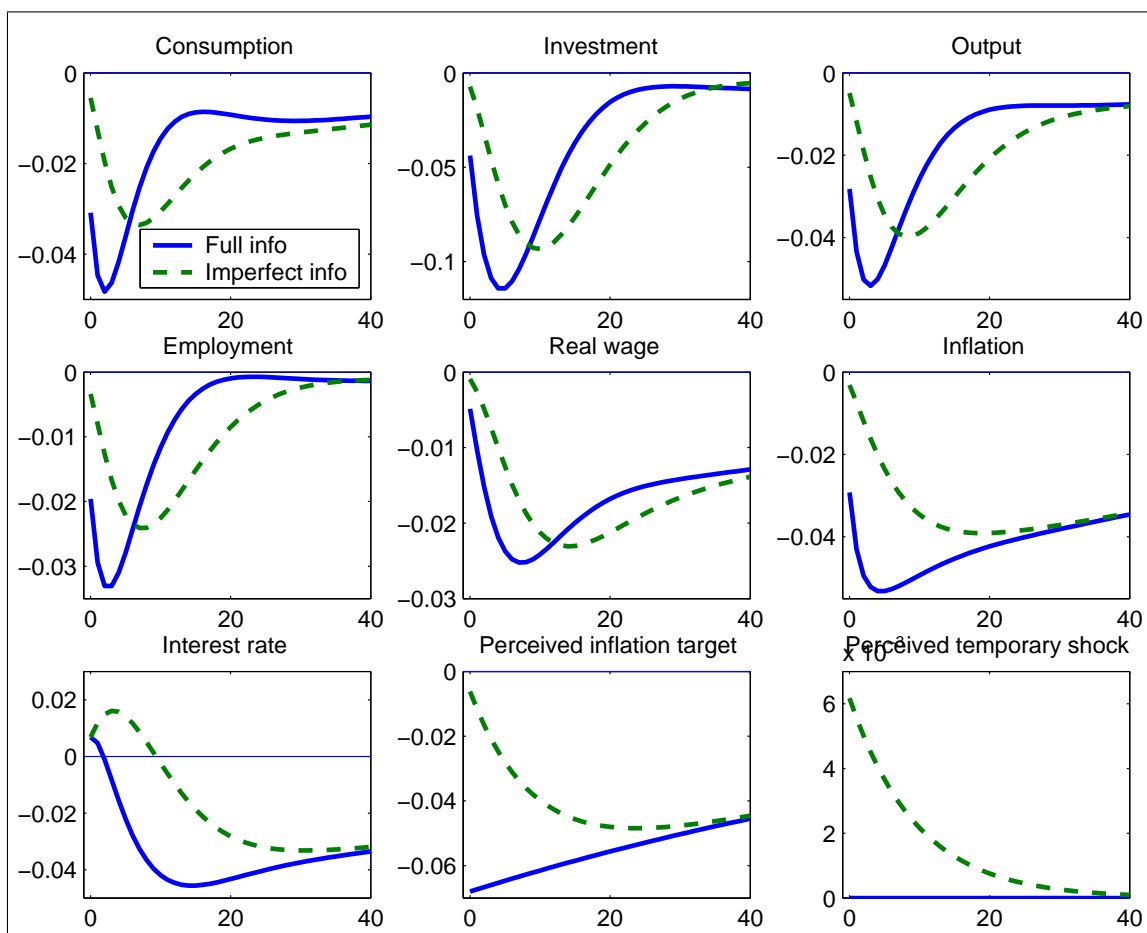 Consumption
Investment
Output
0
−0.02
−0.04
0
−0.05
−0.1
0
−0.02
−0.04
Full info
Imperfect info
0 20 40
0 20 40
0 20 40
Employment
Real wage
Inflation
0
−0.01
−0.02
−0.03
0
−0.01
−0.02
−0.03
0
−0.02
−0.04
0 20 40
0 20 40
0 20 40
Interest rate
Perceived inflation target
Perceived temporary shock
x 10
0.02
0
−0.02
−0.04
0
−0.02
−0.04
−0.06
6
4
2
0
0 20 40
0 20 40
0 20 40